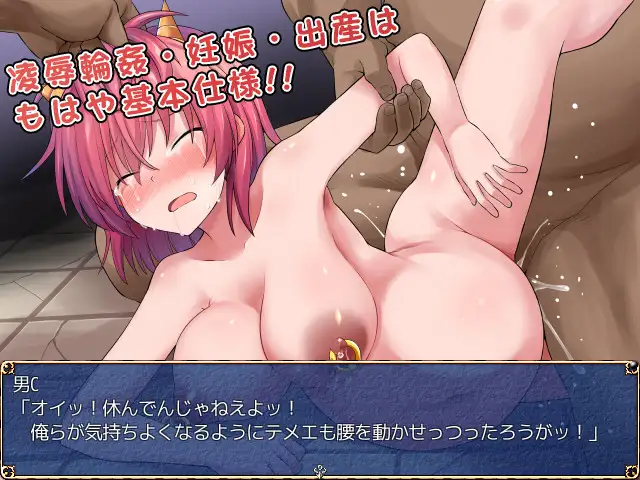 凌辱輪姦・妊娠・出産は
もはや基本仕様!!
男C
「オイッ！休んでんじゃねえよッ！
俺らが気持ちよくなるようにテメエも腰を動かせっつったろうがッ！」